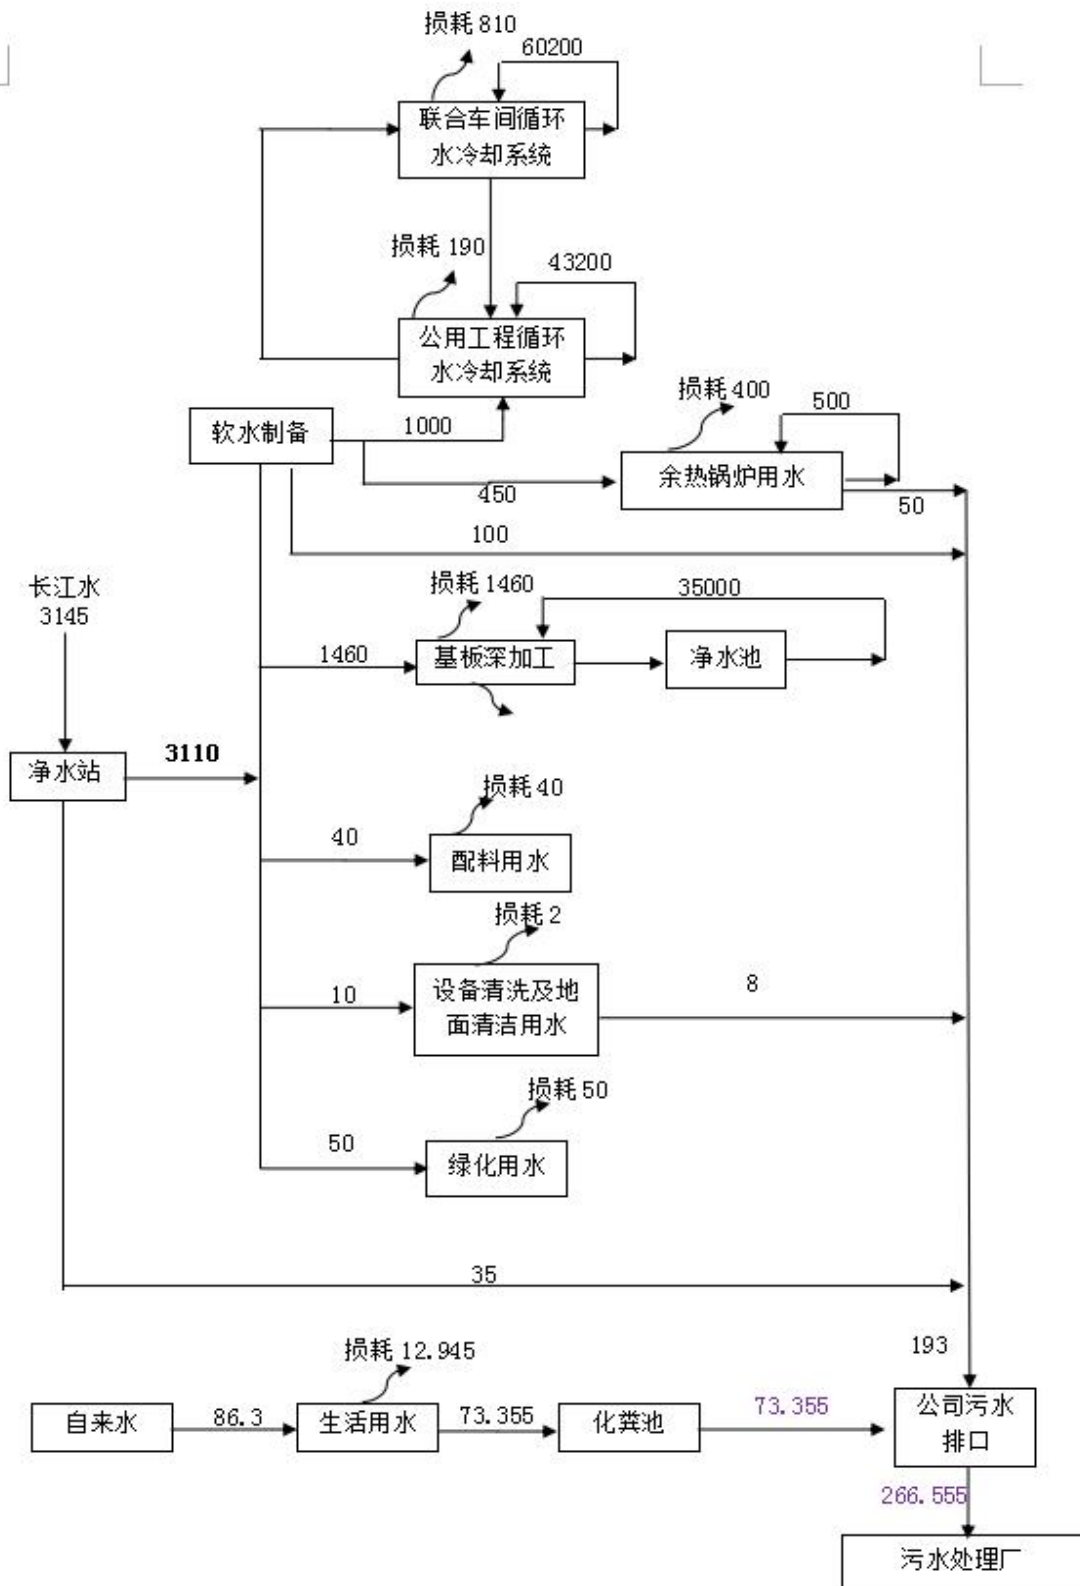 损耗 810
60200
联合车间循环
水冷却系统
损耗 190
43200
公用工程循环
水冷却系统
损耗 400
500
软水制备
1000
余热锅炉用水
450
50
100
长江水
3145
损耗 1460
35000
1460
基板深加工
净水池
3110
净水站
损耗 40
40
配料用水
损耗 2
10
设备清洗及地
面清洁用水
8
损耗 50
50
绿化用水
35
193
损耗 12.945
自来水
86.3
生活用水
73.355
化粪池
73.355
公司污水
排口
266.555
污水处理厂